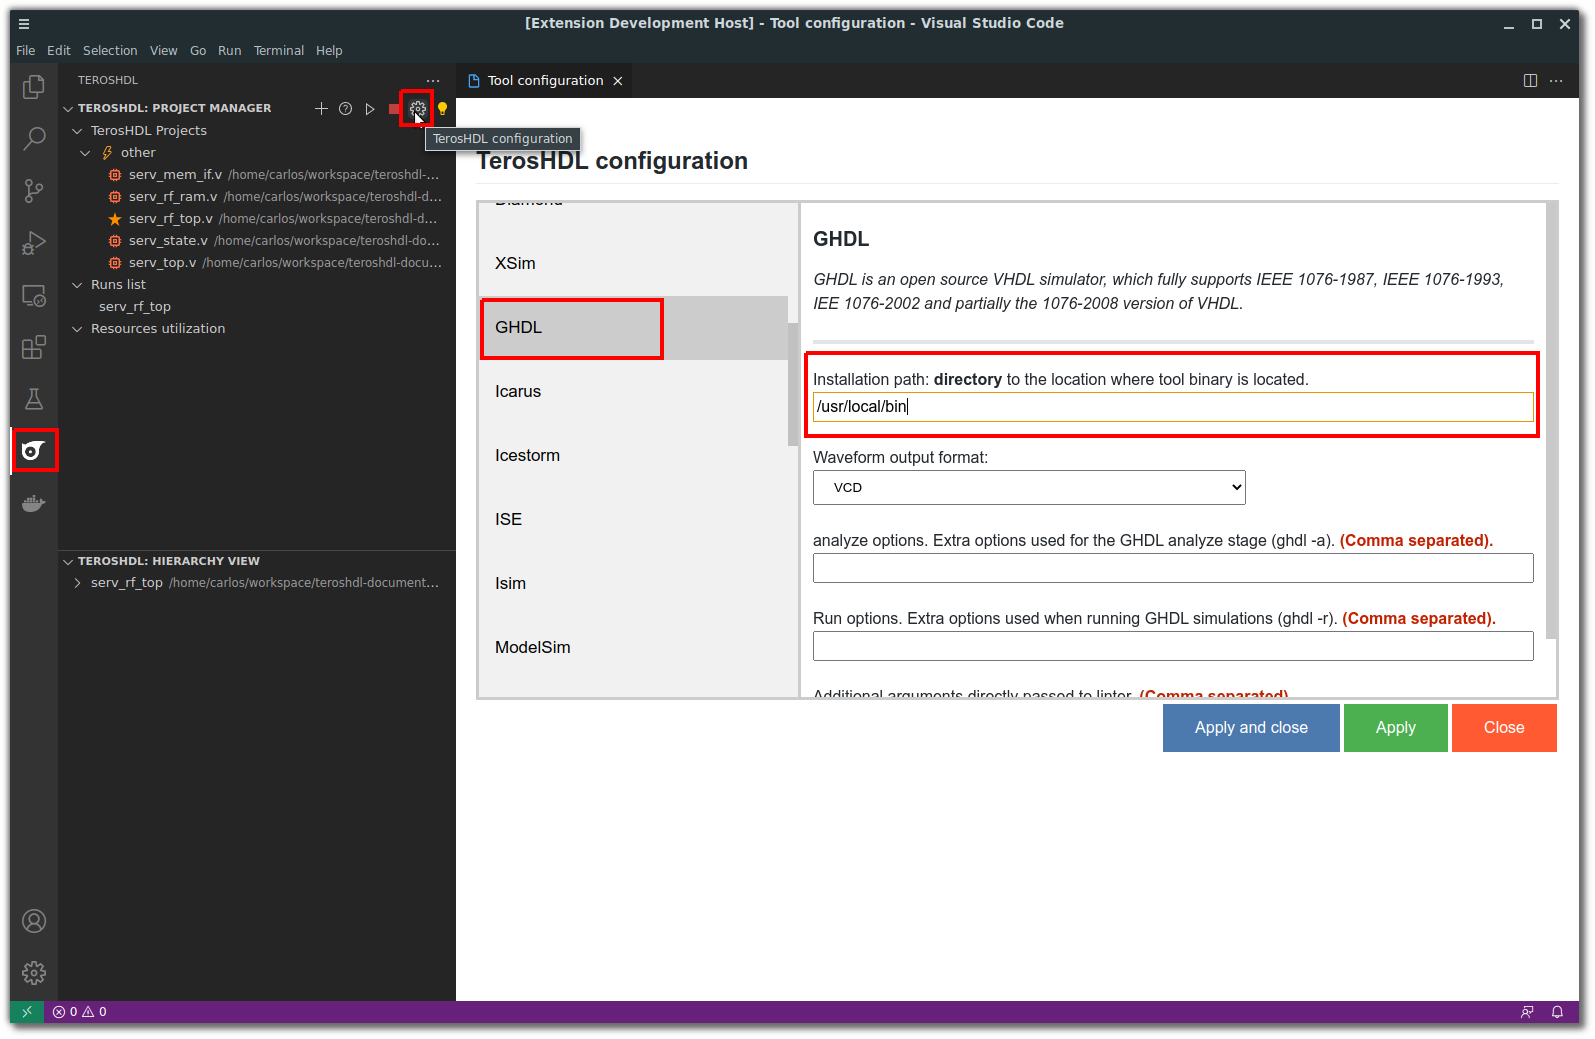 [Extension Development Host] - Tool configuration - Visual Studio Code
File Edit Selection View Go Run Terminal Help
TEROSHDL
Tool configuration
TEROSHDL: PROJECT MANAGER
TerosHDL configuration
TerosHDL Projects
other
serv_mem_if.v /home/carlos/workspace/teroshdl-...
serv_rf_ram.v /home/carlos/workspace/teroshdl-d...
serv_rf_top.v /home/carlos/workspace/teroshdl-d...
serv_state.v /home/carlos/workspace/teroshdl-do...
serv_top.v /home/carlos/workspace/teroshdl-docu...
Runs list
serv_rf_top
Resources utilization
TEROSHDL: HIERARCHY VIEW
serv_rf_top /home/carlos/workspace/teroshdl-document...
TerosHDL configuration
Diamond
XSim
GHDL
Icarus
Icestorm
ISE
Isim
ModelSim
GHDL
GHDL is an open source VHDL simulator, which fully supports IEEE 1076-1987, IEEE 1076-1993,
IEE 1076-2002 and partially the 1076-2008 version of VHDL.
Installation path: directory to the location where tool binary is located.
/usr/local/bin
Waveform output format:
VCD
analyze options. Extra options used for the GHDL analyze stage (ghdl -a). (Comma separated).
Run options. Extra options used when running GHDL simulations (ghdl -r). (Comma separated).
Additional arguments directly passed to linter. (Comma separated).
Apply and close
Apply
Close
0 0